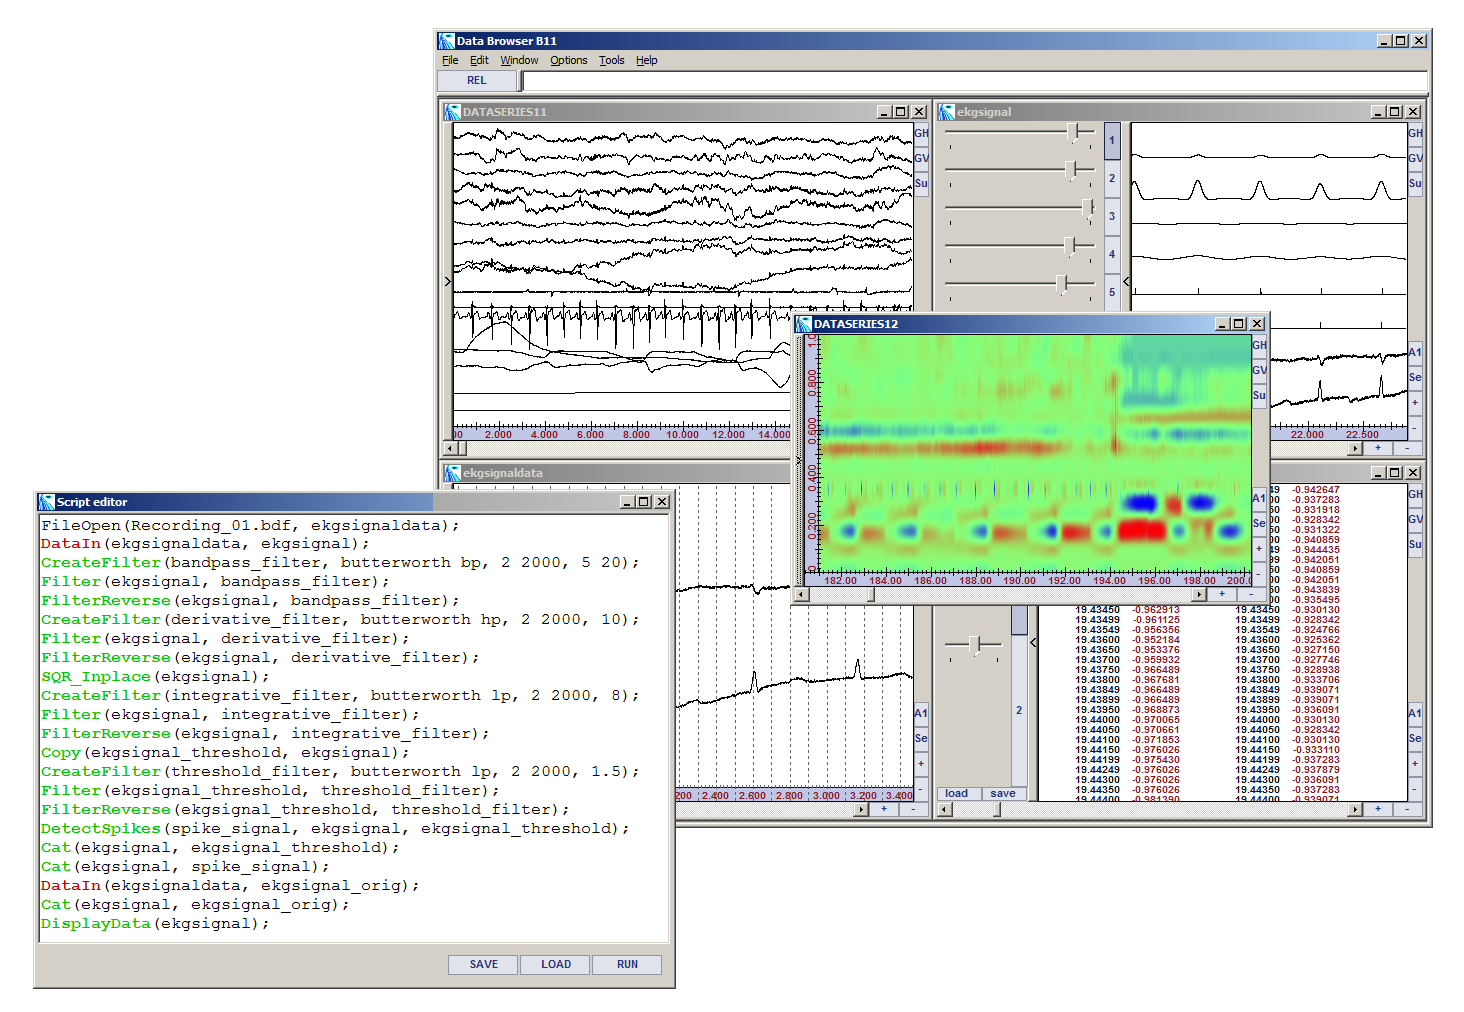 Data Browser B11
File Edit Window Options Tools Help
REL
DATASERIES11
GH
GV
Su
2.000 4.000 6.000 8.000 10.000 12.000 14.000
ekgsignal
1
2
3
4
5
GH
GV
Su
A1
Se
+
-
22.000 22.500
+ -
DATASERIES12
GH
GV
Su
A1
Se
+
-
0.800
0.600
0.400
0.200
182.00 184.00 186.00 188.00 190.00 192.00 194.00 196.00 198.00 200.0
+ -
ekgsignaldata
A1
Se
+
-
200 2.400 2.600 2.800 3.000 3.200 3.400
+ -
GH
GV
Su
A1
Se
+
-
2
load save
49 -0.942647
00 -0.937283
-0.931918
00 -0.928342
-0.931322
00 -0.940859
49 -0.944435
-0.942051
99 -0.940859
-0.942051
-0.943839
00 -0.935495
19.43450 -0.962913 19.43450 -0.930130
19.43499 -0.961125 19.43499 -0.928342
19.43549 -0.956356 19.43549 -0.924766
19.43600 -0.952184 19.43600 -0.925362
19.43650 -0.953376 19.43650 -0.927150
19.43700 -0.959932 19.43700 -0.927746
19.43750 -0.966489 19.43750 -0.928938
19.43800 -0.967681 19.43800 -0.933706
19.43849 -0.966489 19.43849 -0.939071
19.43899 -0.966489 19.43899 -0.939071
19.43950 -0.968873 19.43950 -0.936091
19.44000 -0.970065 19.44000 -0.930130
19.44050 -0.970661 19.44050 -0.928342
19.44100 -0.971853 19.44100 -0.930130
19.44150 -0.976026 19.44150 -0.933110
19.44199 -0.975430 19.44199 -0.937283
19.44249 -0.976026 19.44249 -0.937879
19.44300 -0.976026 19.44300 -0.936091
19.44350 -0.976026 19.44350 -0.937283
19.44400 -0.981390 19.44400 -0.939071
+ -
Script editor
FileOpen(Recording_01.bdf, ekgsignaldata);
DataIn(ekgsignaldata, ekgsignal);
CreateFilter(bandpass_filter, butterworth bp, 2 2000, 5 20);
Filter(ekgsignal, bandpass_filter);
FilterReverse(ekgsignal, bandpass_filter);
CreateFilter(derivative_filter, butterworth hp, 2 2000, 10);
Filter(ekgsignal, derivative_filter);
FilterReverse(ekgsignal, derivative_filter);
SQR_Inplace(ekgsignal);
CreateFilter(integrative_filter, butterworth lp, 2 2000, 8);
Filter(ekgsignal, integrative_filter);
FilterReverse(ekgsignal, integrative_filter);
Copy(ekgsignal_threshold, ekgsignal);
CreateFilter(threshold_filter, butterworth lp, 2 2000, 1.5);
Filter(ekgsignal_threshold, threshold_filter);
FilterReverse(ekgsignal_threshold, threshold_filter);
DetectSpikes(spike_signal, ekgsignal, ekgsignal_threshold);
Cat(ekgsignal, ekgsignal_threshold);
Cat(ekgsignal, spike_signal);
DataIn(ekgsignaldata, ekgsignal_orig);
Cat(ekgsignal, ekgsignal_orig);
DisplayData(ekgsignal);
SAVE LOAD RUN